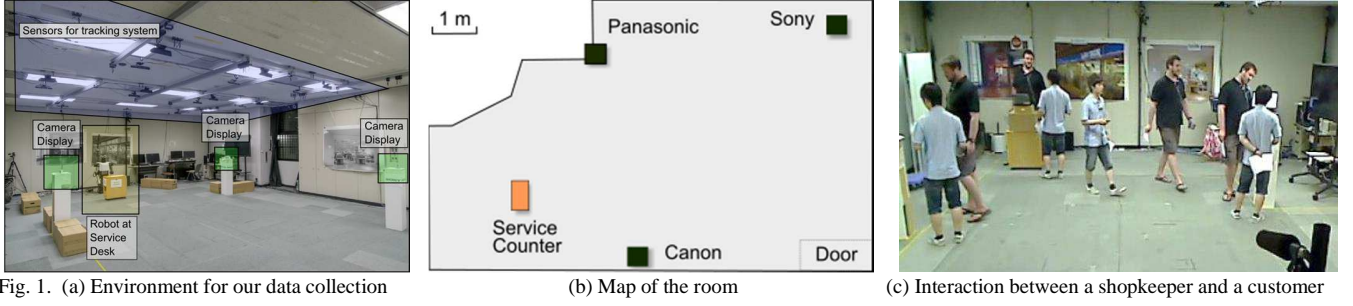 Sensors for tracking system
Camera
Display
Camera
Display
Camera
Display
Robot at
Service
Desk
1 m
Panasonic
Sony
Service
Counter
Canon
Door
Fig. 1. (a) Environment for our data collection
(b) Map of the room
(c) Interaction between a shopkeeper and a customer